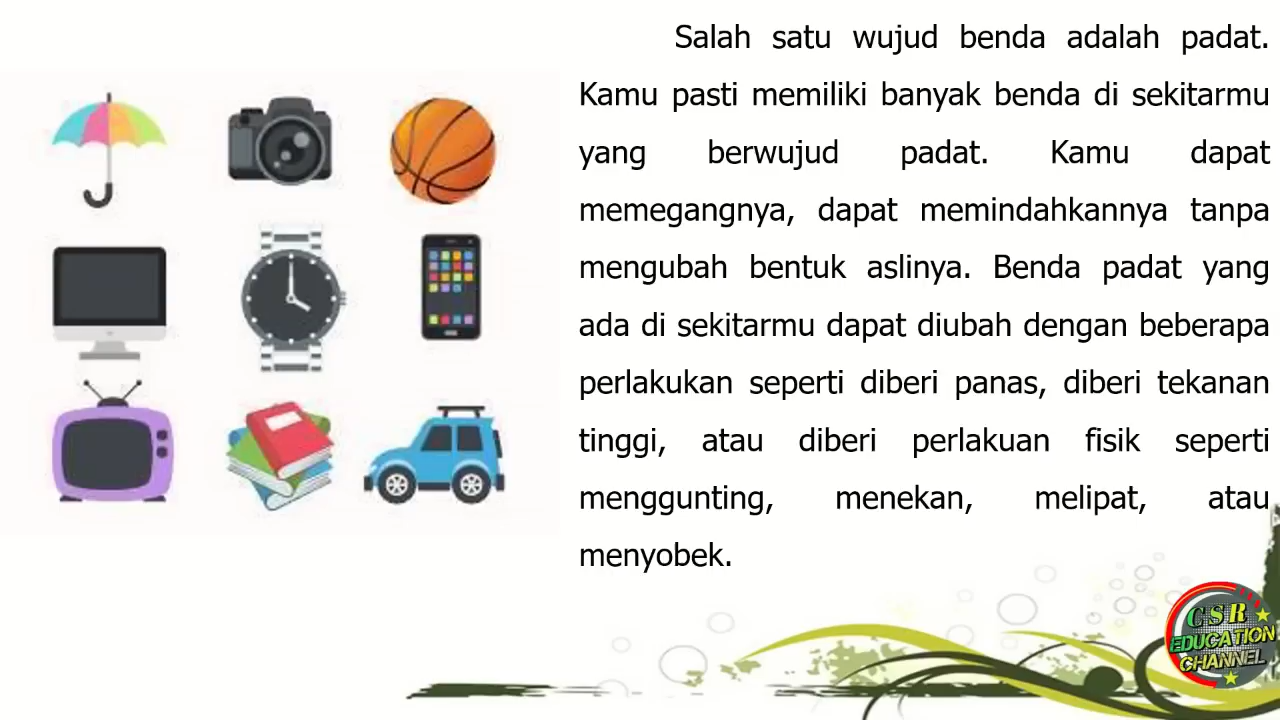 Salah satu wujud benda adalah padat.
Kamu pasti memiliki banyak benda di sekitarmu
yang berwujud padat. Kamu dapat
memegangnya, dapat memindahkannya tanpa
mengubah bentuk aslinya. Benda padat yang
ada di sekitarmu dapat diubah dengan beberapa
perlakukan seperti diberi panas, diberi tekanan
tinggi, atau diberi perlakuan fisik seperti
menggunting, menekan, melipat, atau
menyobek.
CSR
EDUCATION
CHANNEL